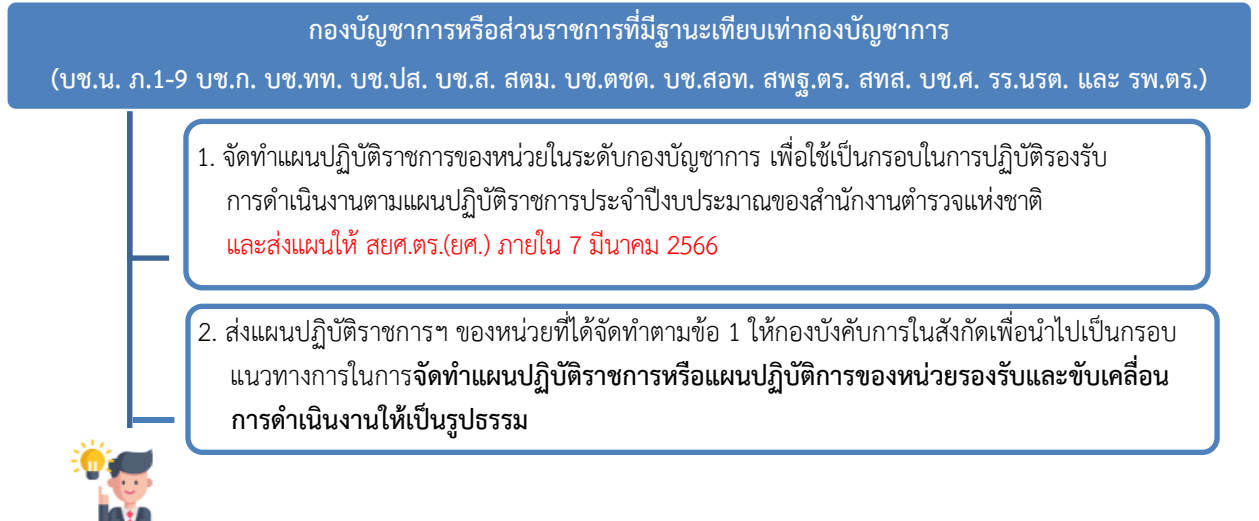 กองบัญชาการหรือส่วนราชการที่มีฐานะเทียบเท่ากองบัญชาการ
(บช.น. ภ.1-9 บช.ก. บช.ทท. บช.ปส. บช.ส. สตม. บช.ตชด. บช.สอท. สพฐ.ตร. สทส. บช.ศ. รร.นรต. และ รพ.ตร.)
1. จัดทำแผนปฏิบัติราชการของหน่วยในระดับกองบัญชาการ เพื่อใช้เป็นกรอบในการปฏิบัติรองรับ
การดำเนินงานตามแผนปฏิบัติราชการประจำปีงบประมาณของสำนักงานตำรวจแห่งชาติ
และส่งแผนให้ สยศ.ตร.(ยศ.) ภายใน 7 มีนาคม 2566
2. ส่งแผนปฏิบัติราชการฯ ของหน่วยที่ได้จัดทำตามข้อ 1 ให้กองบังคับการในสังกัดเพื่อนำไปเป็นกรอบ
แนวทางการในการจัดทำแผนปฏิบัติราชการหรือแผนปฏิบัติการของหน่วยรองรับและขับเคลื่อน
การดำเนินงานให้เป็นรูปธรรม